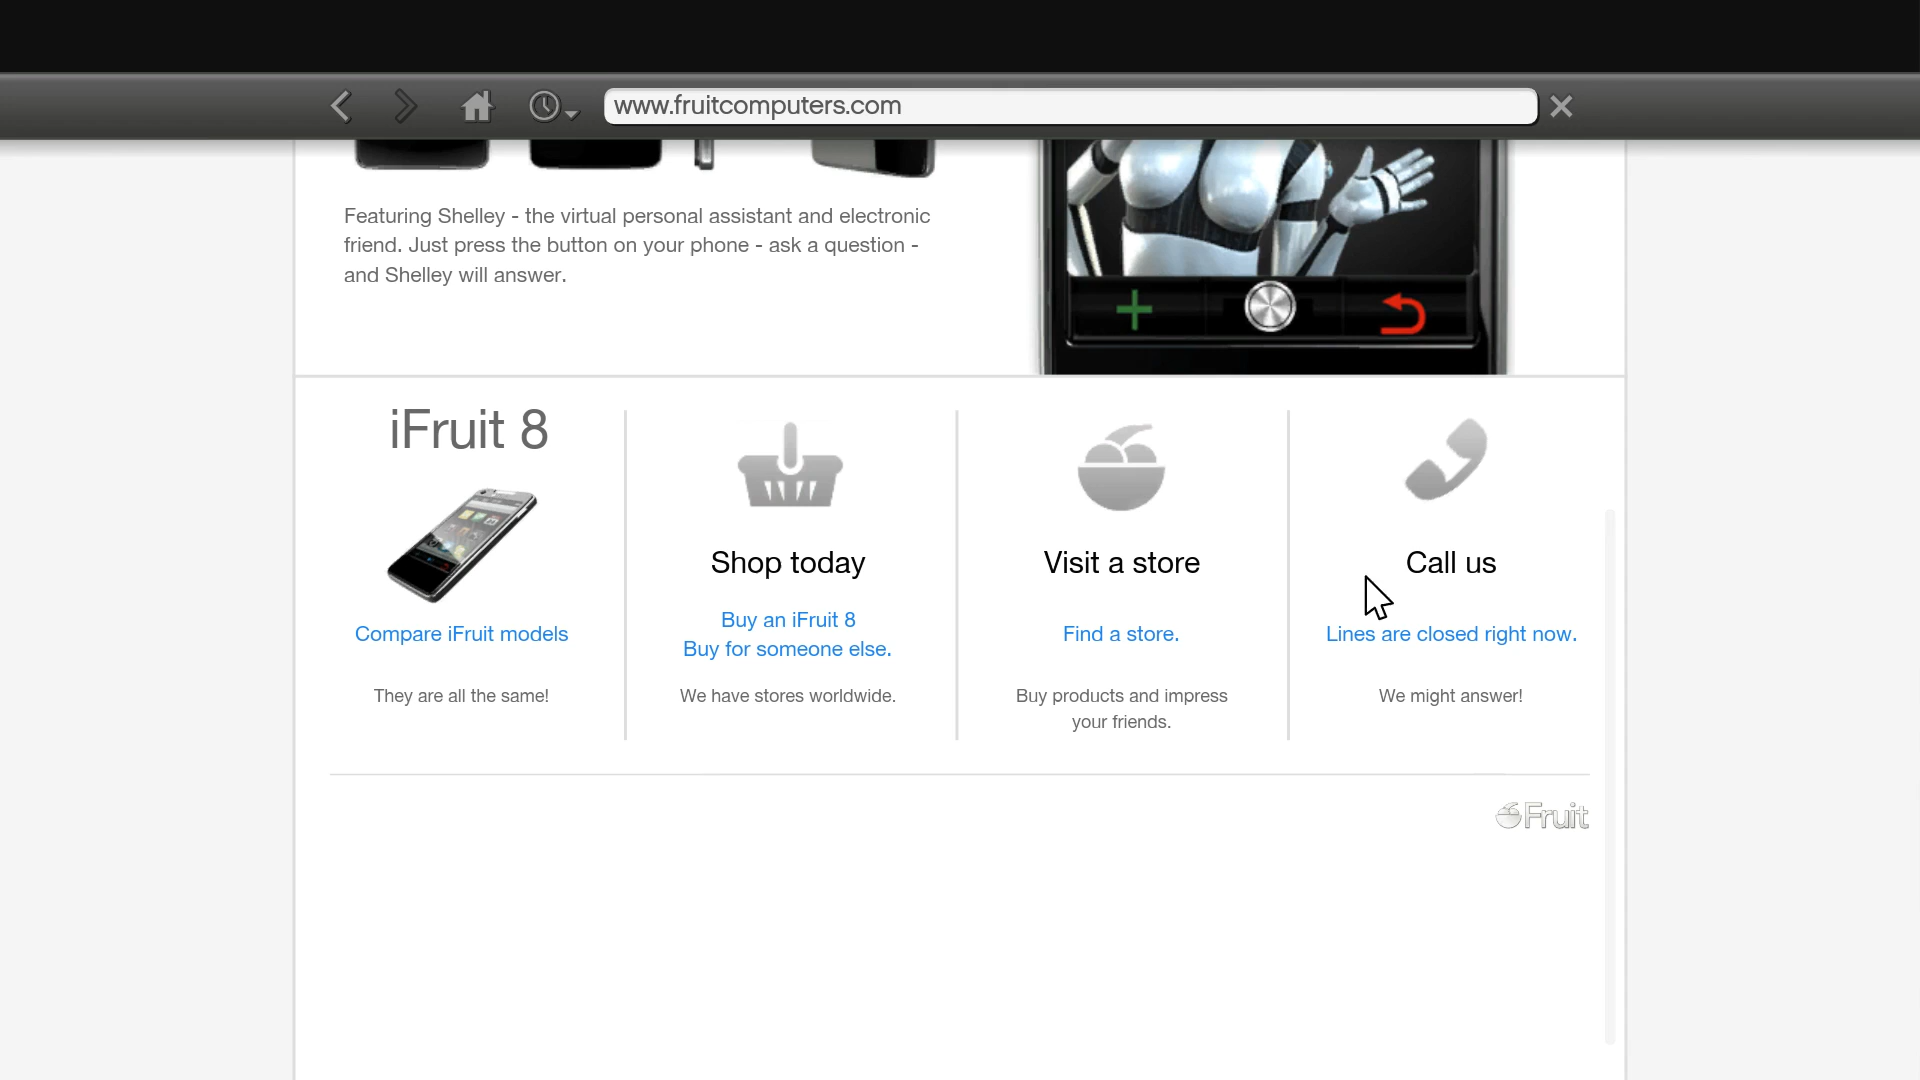 www.fruitcomputers.com
Featuring Shelley - the virtual personal assistant and electronic
friend. Just press the button on your phone - ask a question -
and Shelley will answer.
iFruit 8
Compare iFruit models
They are all the same!
Shop today
Buy an iFruit 8
Buy for someone else.
We have stores worldwide.
Visit a store
Find a store.
Buy products and impress
your friends.
Call us
Lines are closed right now.
We might answer!
Fruit